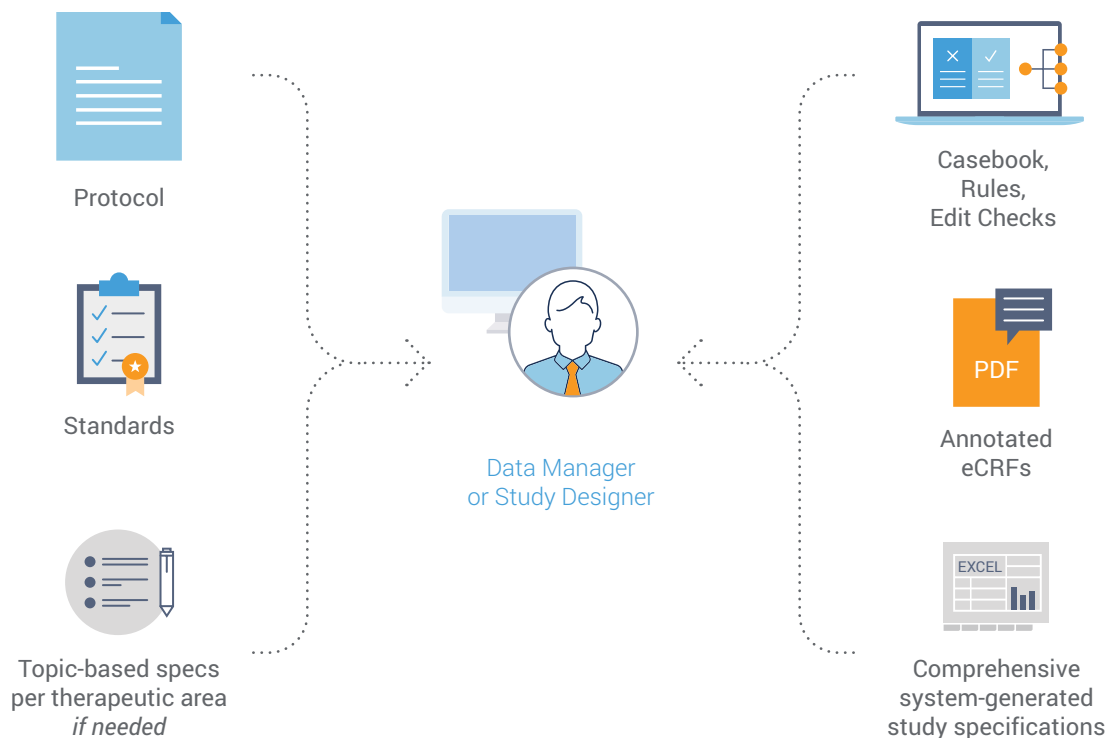 Protocol
Standards
Topic-based specs
per therapeutic area
if needed
Data Manager
or Study Designer
Casebook,
Rules,
Edit Checks
PDF
Annotated
eCRFs
EXCEL
Comprehensive
system-generated
study specifications